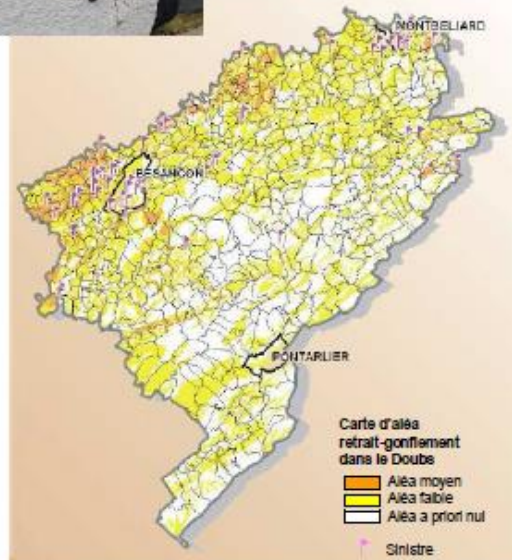 MONTBELIARD
BESANCON
PONTARLIER
Carte d'aléa
retrait-gonflement
dans le Doubs
Aléa moyen
Aléa faible
Aléa a priori nul
Sinistre